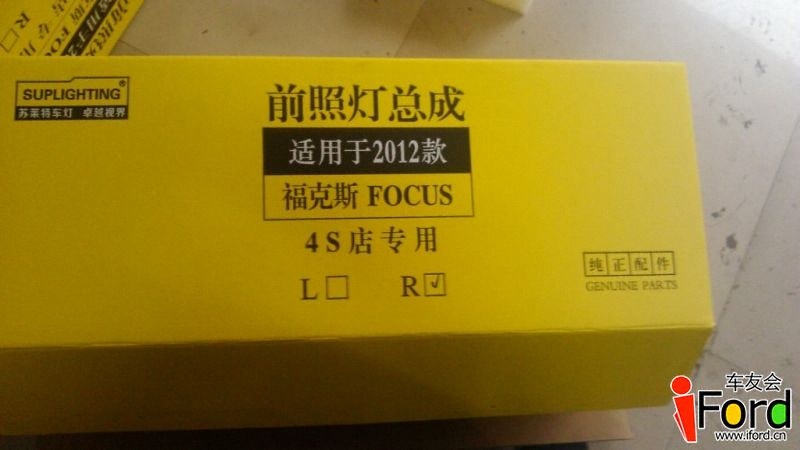 SUPLIGHTING®
苏莱特车灯 卓越视界
前照灯总成
适用于2012款
福克斯 FOCUS
4S店专用
L□ R☑
纯正配件
GENUINE PARTS
R□
车友会
iFord
www.iford.cn